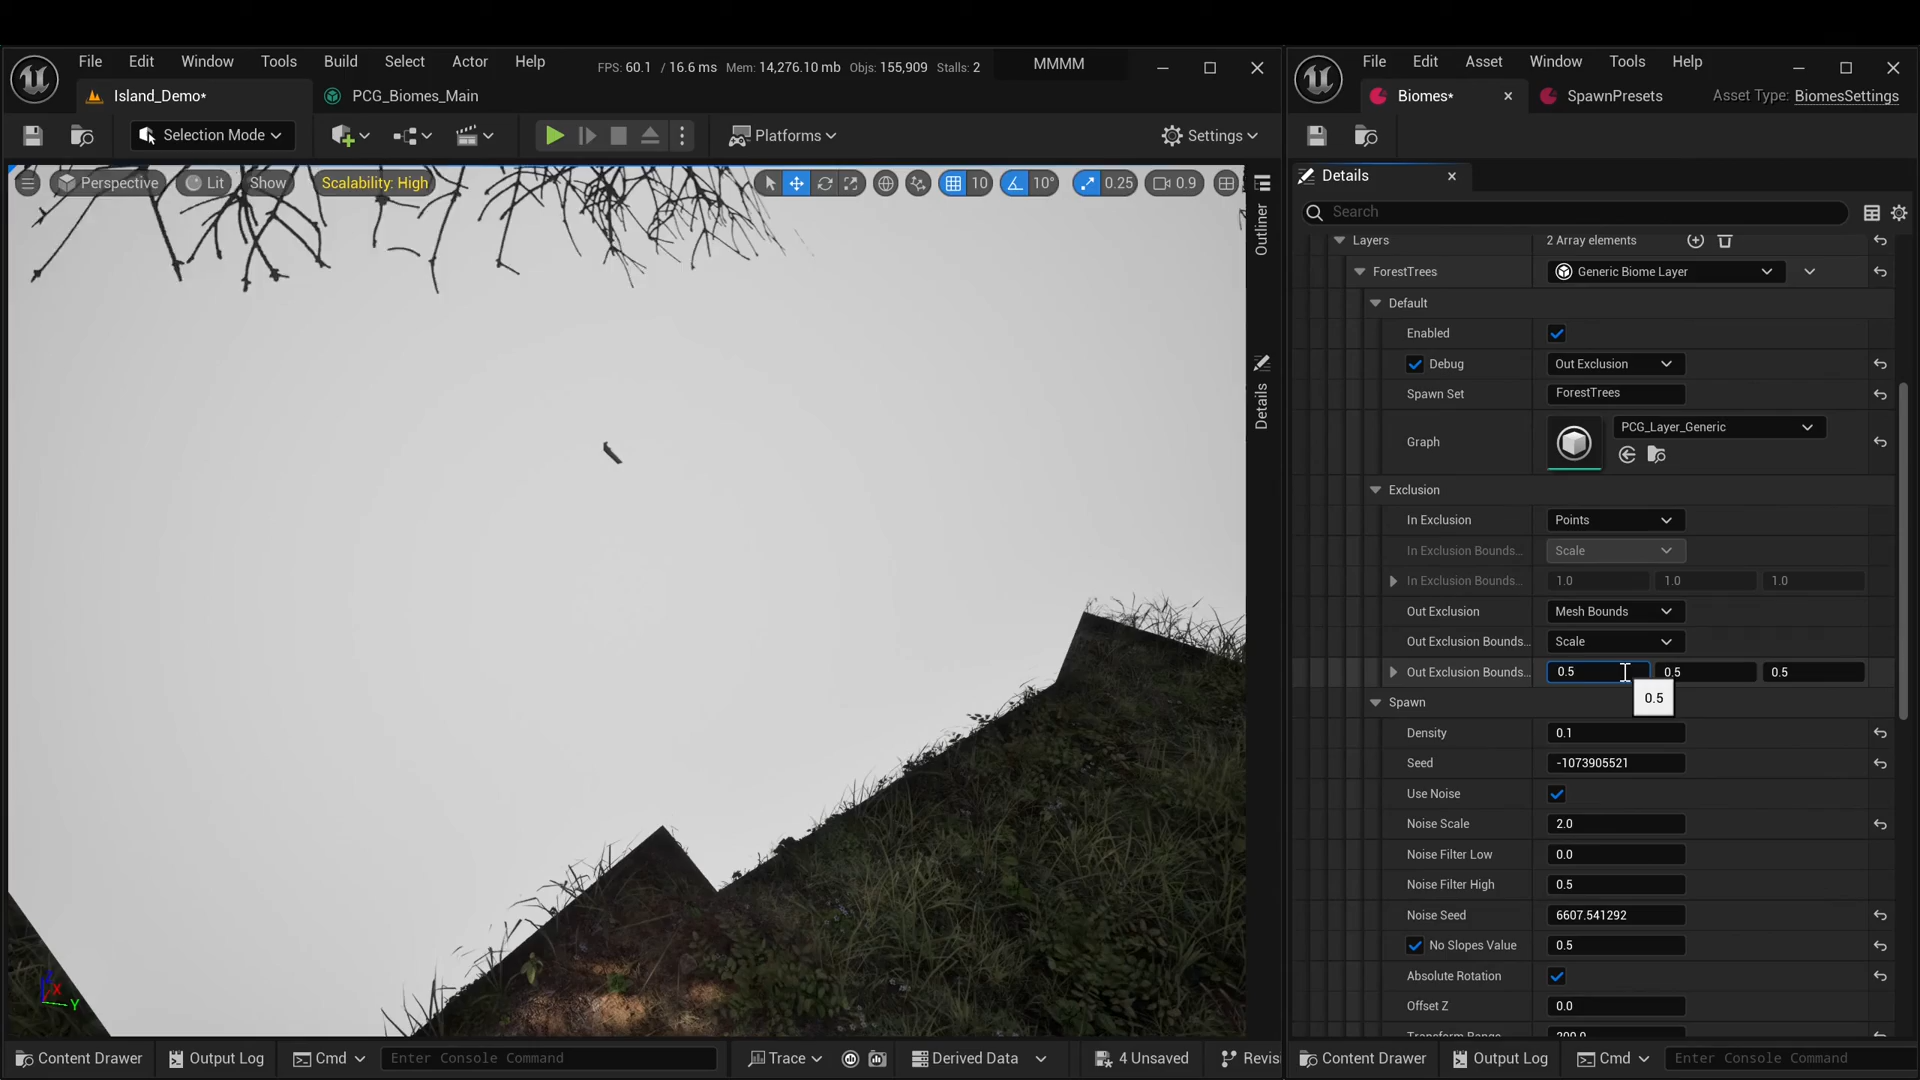 File Edit Window Tools Build Select Actor Help FPS: 60.1 / 16.6 ms Mem: 14,276.10 mb Objs: 155,909 Stalls: 2 MMMM
Island_Demo* PCG_Biomes_Main
Selection Mode Platforms Settings
Perspective Lit Show Scalability: High 10 10° 0.25 0.9
Outliner
Details
Content Drawer Output Log Cmd Enter Console Command Trace Derived Data 4 Unsaved Revisi
File Edit Asset Window Tools Help
Biomes* SpawnPresets Asset Type: BiomesSettings
Details
Search
Layers 2 Array elements
ForestTrees Generic Biome Layer
Default
Enabled
Debug Out Exclusion
Spawn Set ForestTrees
Graph PCG_Layer_Generic
Exclusion
In Exclusion Points
In Exclusion Bounds... Scale
In Exclusion Bounds... 1.0 1.0 1.0
Out Exclusion Mesh Bounds
Out Exclusion Bounds... Scale
Out Exclusion Bounds... 0.5 0.5 0.5
0.5
Spawn
Density 0.1
Seed -1073905521
Use Noise
Noise Scale 2.0
Noise Filter Low 0.0
Noise Filter High 0.5
Noise Seed 6607.541292
No Slopes Value 0.5
Absolute Rotation
Offset Z 0.0
Transform Range 200.0
Content Drawer Output Log Cmd Enter Console Command